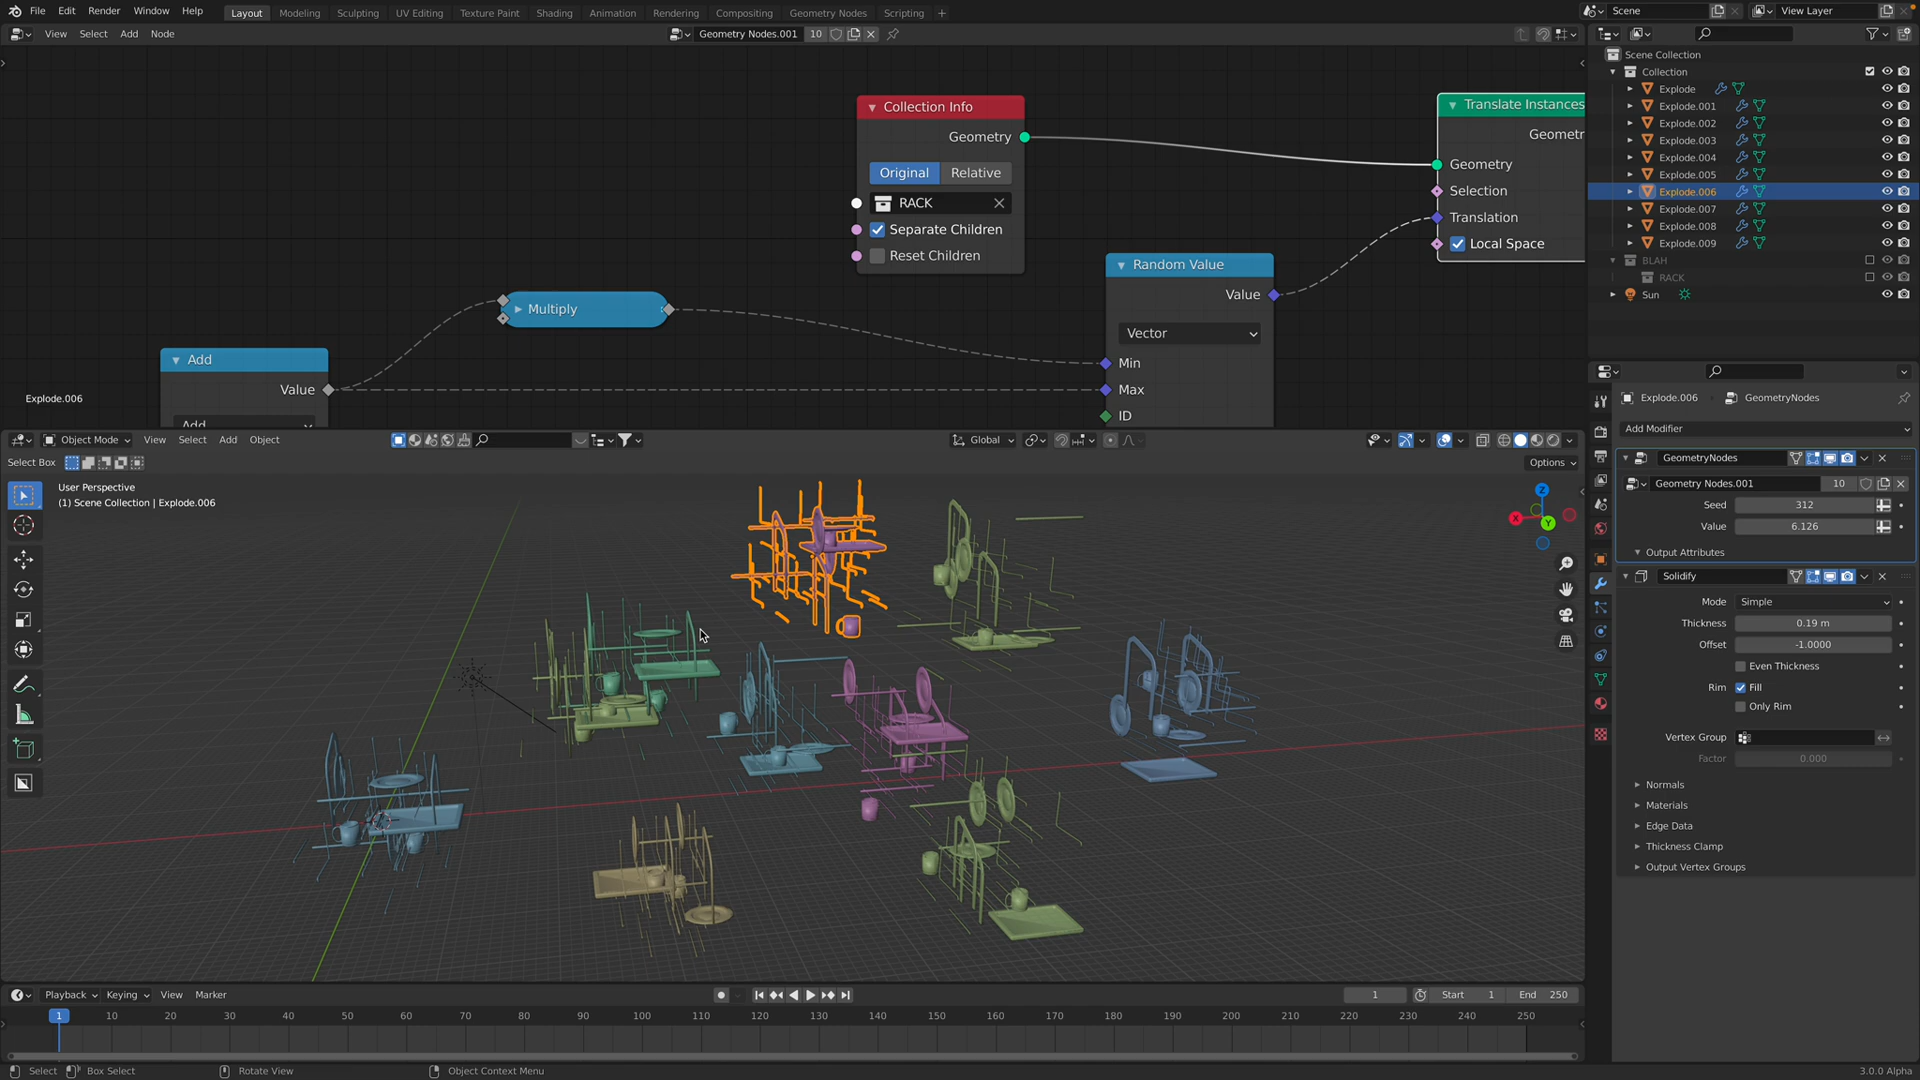 File Edit Render Window Help Layout Modeling Sculpting UV Editing Texture Paint Shading Animation Rendering Compositing Geometry Nodes Scripting + Scene View Layer
View Select Add Node Geometry Nodes.001 10
Scene Collection
Collection
Explode
Explode.001
Explode.002
Explode.003
Explode.004
Explode.005
Explode.006
Explode.007
Explode.008
Explode.009
BLAH
RACK
Sun
Collection Info
Geometry
Original Relative
RACK
Separate Children
Reset Children
Translate Instances
Geometr
Geometry
Selection
Translation
Local Space
Random Value
Value
Vector
Min
Max
ID
Multiply
Add
Value
Add
Explode.006
Object Mode View Select Add Object Global
Select Box Options
User Perspective
(1) Scene Collection | Explode.006
Z
X
Y
Explode.006 GeometryNodes
Add Modifier
GeometryNodes
Geometry Nodes.001 10
Seed 312
Value 6.126
Output Attributes
Solidify
Mode Simple
Thickness 0.19 m
Offset -1.0000
Even Thickness
Rim Fill
Only Rim
Vertex Group
Factor 0.000
Normals
Materials
Edge Data
Thickness Clamp
Output Vertex Groups
Playback Keying View Marker 1 Start 1 End 250
1 10 20 30 40 50 60 70 80 90 100 110 120 130 140 150 160 170 180 190 200 210 220 230 240 250
Select Box Select Rotate View Object Context Menu 3.0.0 Alpha